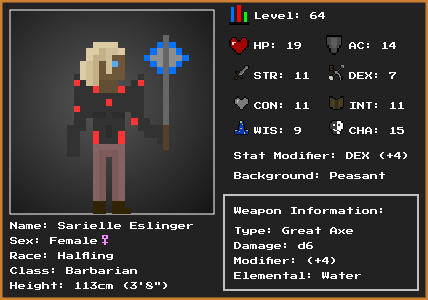 Level: 64
HP: 19 AC: 14
STR: 11 DEX: 7
CON: 11 INT: 11
WIS: 9 CHA: 15
Stat Modifier: DEX (+4)
Background: Peasant
Weapon Information:
Type: Great Axe
Damage: d6
Modifier: (+4)
Elemental: Water
Name: Sarielle Eslinger
Sex: Female♀
Race: Halfling
Class: Barbarian
Height: 113cm (3'8")